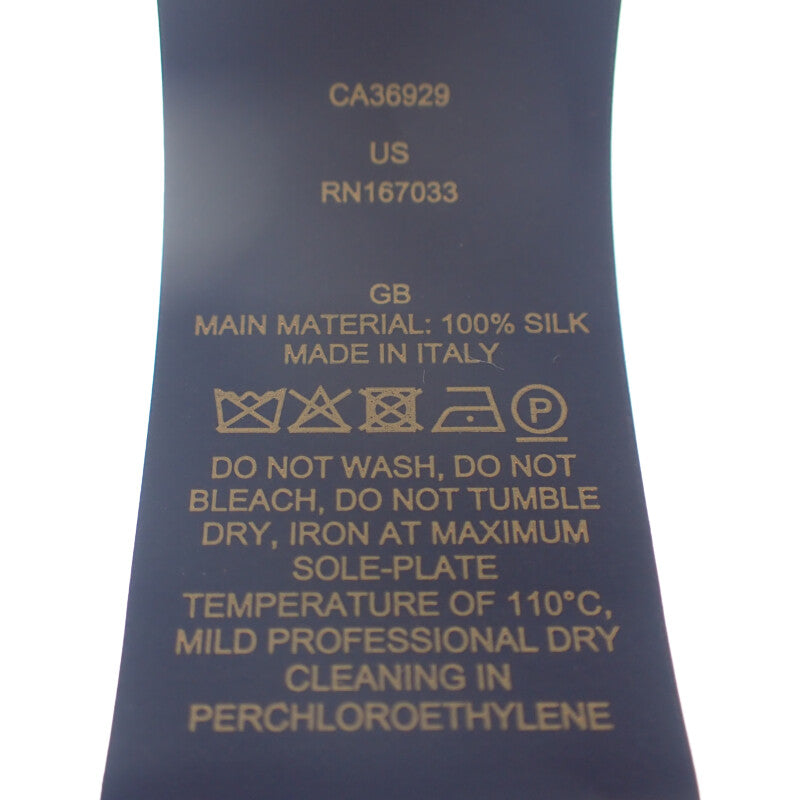 CA36929
US
RN167033
GB
MAIN MATERIAL: 100% SILK
MADE IN ITALY
P
DO NOT WASH, DO NOT
BLEACH, DO NOT TUMBLE
DRY, IRON AT MAXIMUM
SOLE-PLATE
TEMPERATURE OF 110°C,
MILD PROFESSIONAL DRY
CLEANING IN
PERCHLOROETHYLENE